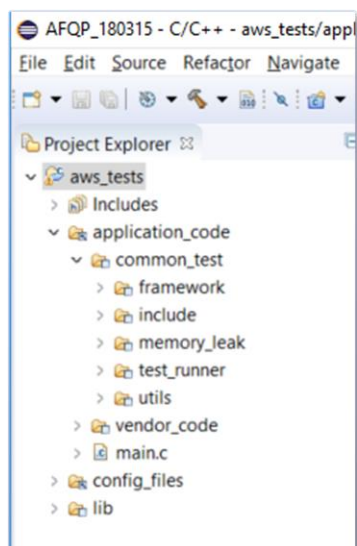 AFQP_180315 - C/C++ - aws_tests/appl
File Edit Source Refactor Navigate
Project Explorer
aws_tests
Includes
application_code
common_test
framework
include
memory_leak
test_runner
utils
vendor_code
main.c
config_files
lib